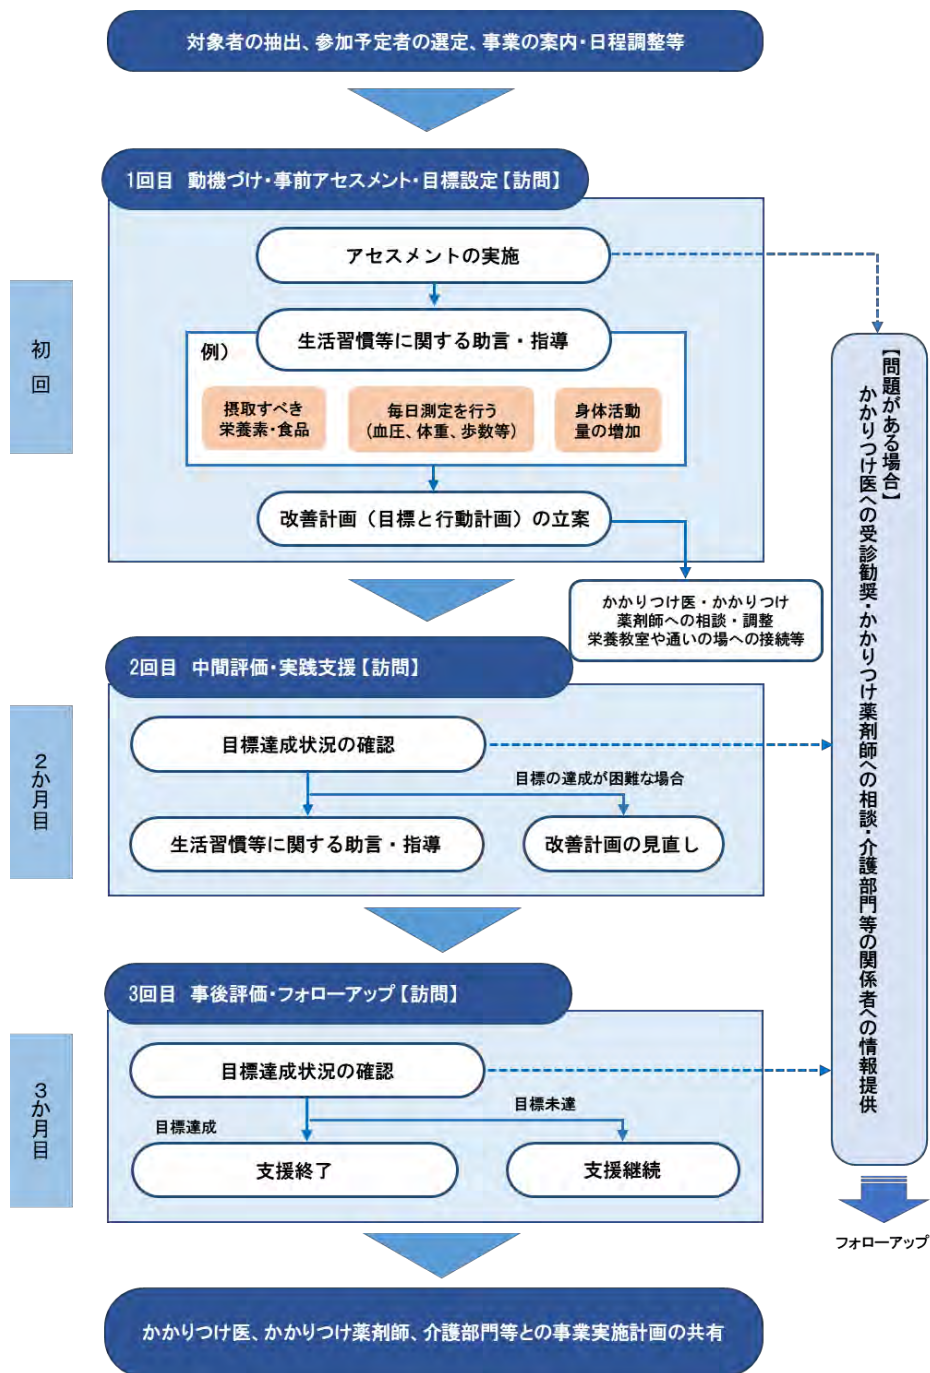 対象者の抽出、参加予定者の選定、事業の案内・日程調整等
1回目 動機づけ・事前アセスメント・目標設定【訪問】
初回
アセスメントの実施
生活習慣等に関する助言・指導
例）
摂取すべき
栄養素・食品
毎日測定を行う
（血圧、体重、歩数等）
身体活動
量の増加
改善計画（目標と行動計画）の立案
かかりつけ医・かかりつけ
薬剤師への相談・調整
栄養教室や通いの場への接続等
2回目 中間評価・実践支援【訪問】
2か月目
目標達成状況の確認
目標の達成が困難な場合
生活習慣等に関する助言・指導
改善計画の見直し
3回目 事後評価・フォローアップ【訪問】
3か月目
目標達成状況の確認
目標未達
目標達成
支援終了
支援継続
【問題がある場合】
かかりつけ医への受診勧奨・かかりつけ薬剤師への相談・介護部門等の関係者への情報提供
フォローアップ
かかりつけ医、かかりつけ薬剤師、介護部門等との事業実施計画の共有